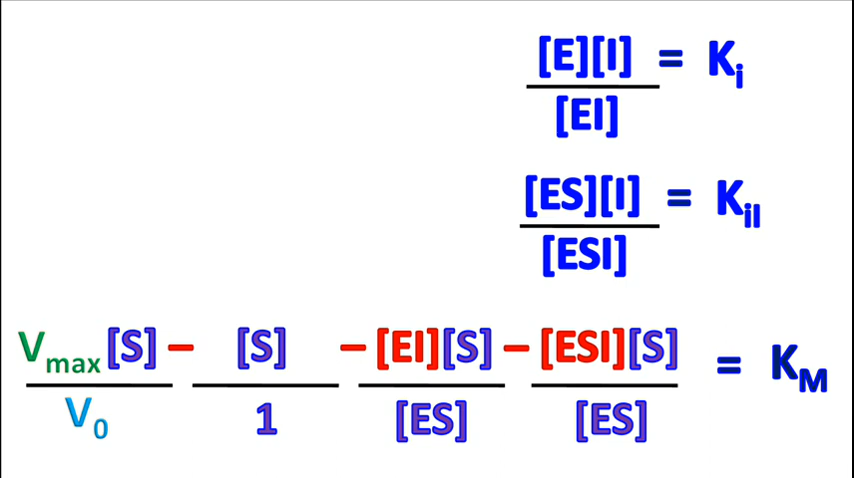 [E][I] = Ki
[EI]
[ES][I] = KiI
[ESI]
Vmax[S] − [S] − [EI][S] − [ESI][S] = KM
V0 1 [ES] [ES]